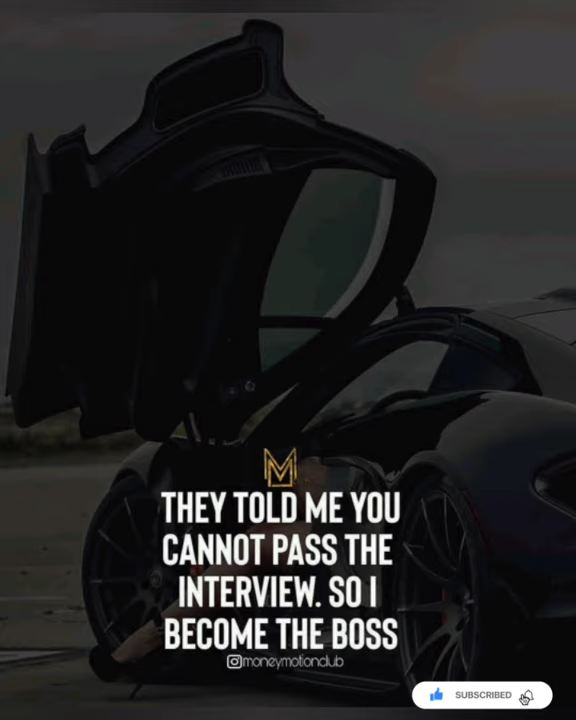 M
THEY TOLD ME YOU
CANNOT PASS THE
INTERVIEW. SO I
BECOME THE BOSS
moneymotionclub
SUBSCRIBED